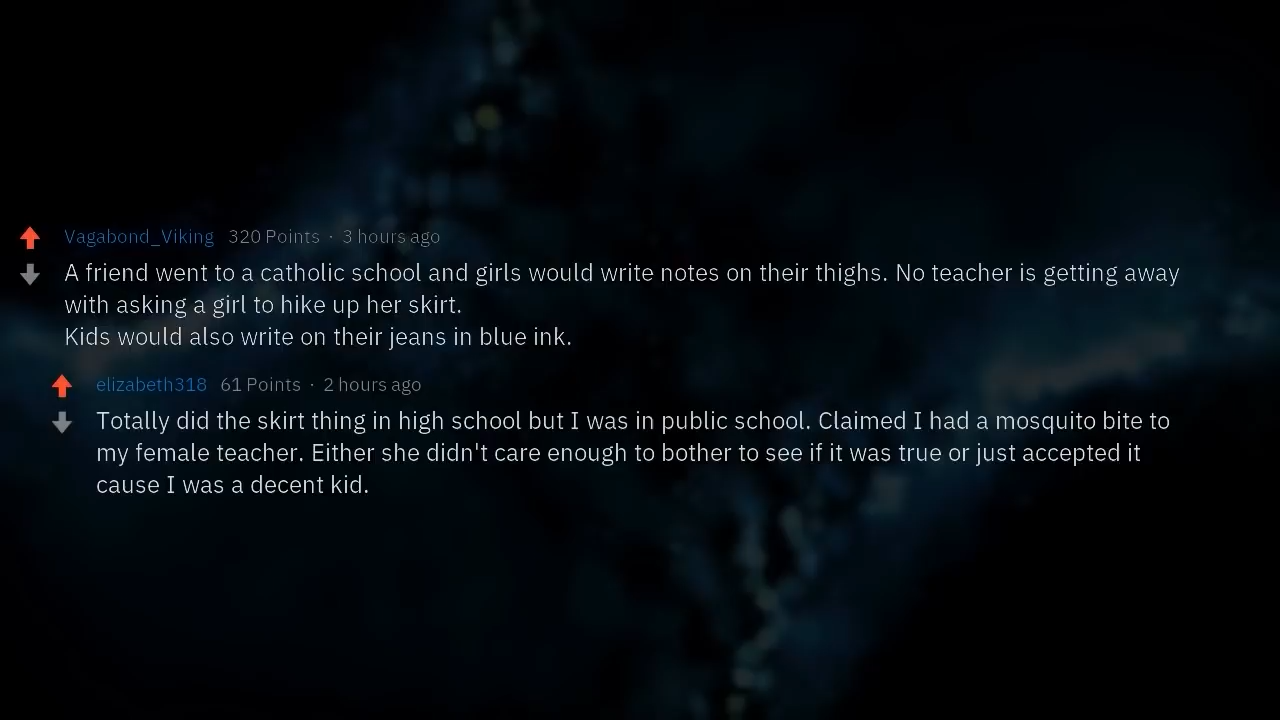 Vagabond_Viking 320 Points · 3 hours ago
A friend went to a catholic school and girls would write notes on their thighs. No teacher is getting away
with asking a girl to hike up her skirt.
Kids would also write on their jeans in blue ink.
elizabeth318 61 Points · 2 hours ago
Totally did the skirt thing in high school but I was in public school. Claimed I had a mosquito bite to
my female teacher. Either she didn't care enough to bother to see if it was true or just accepted it
cause I was a decent kid.